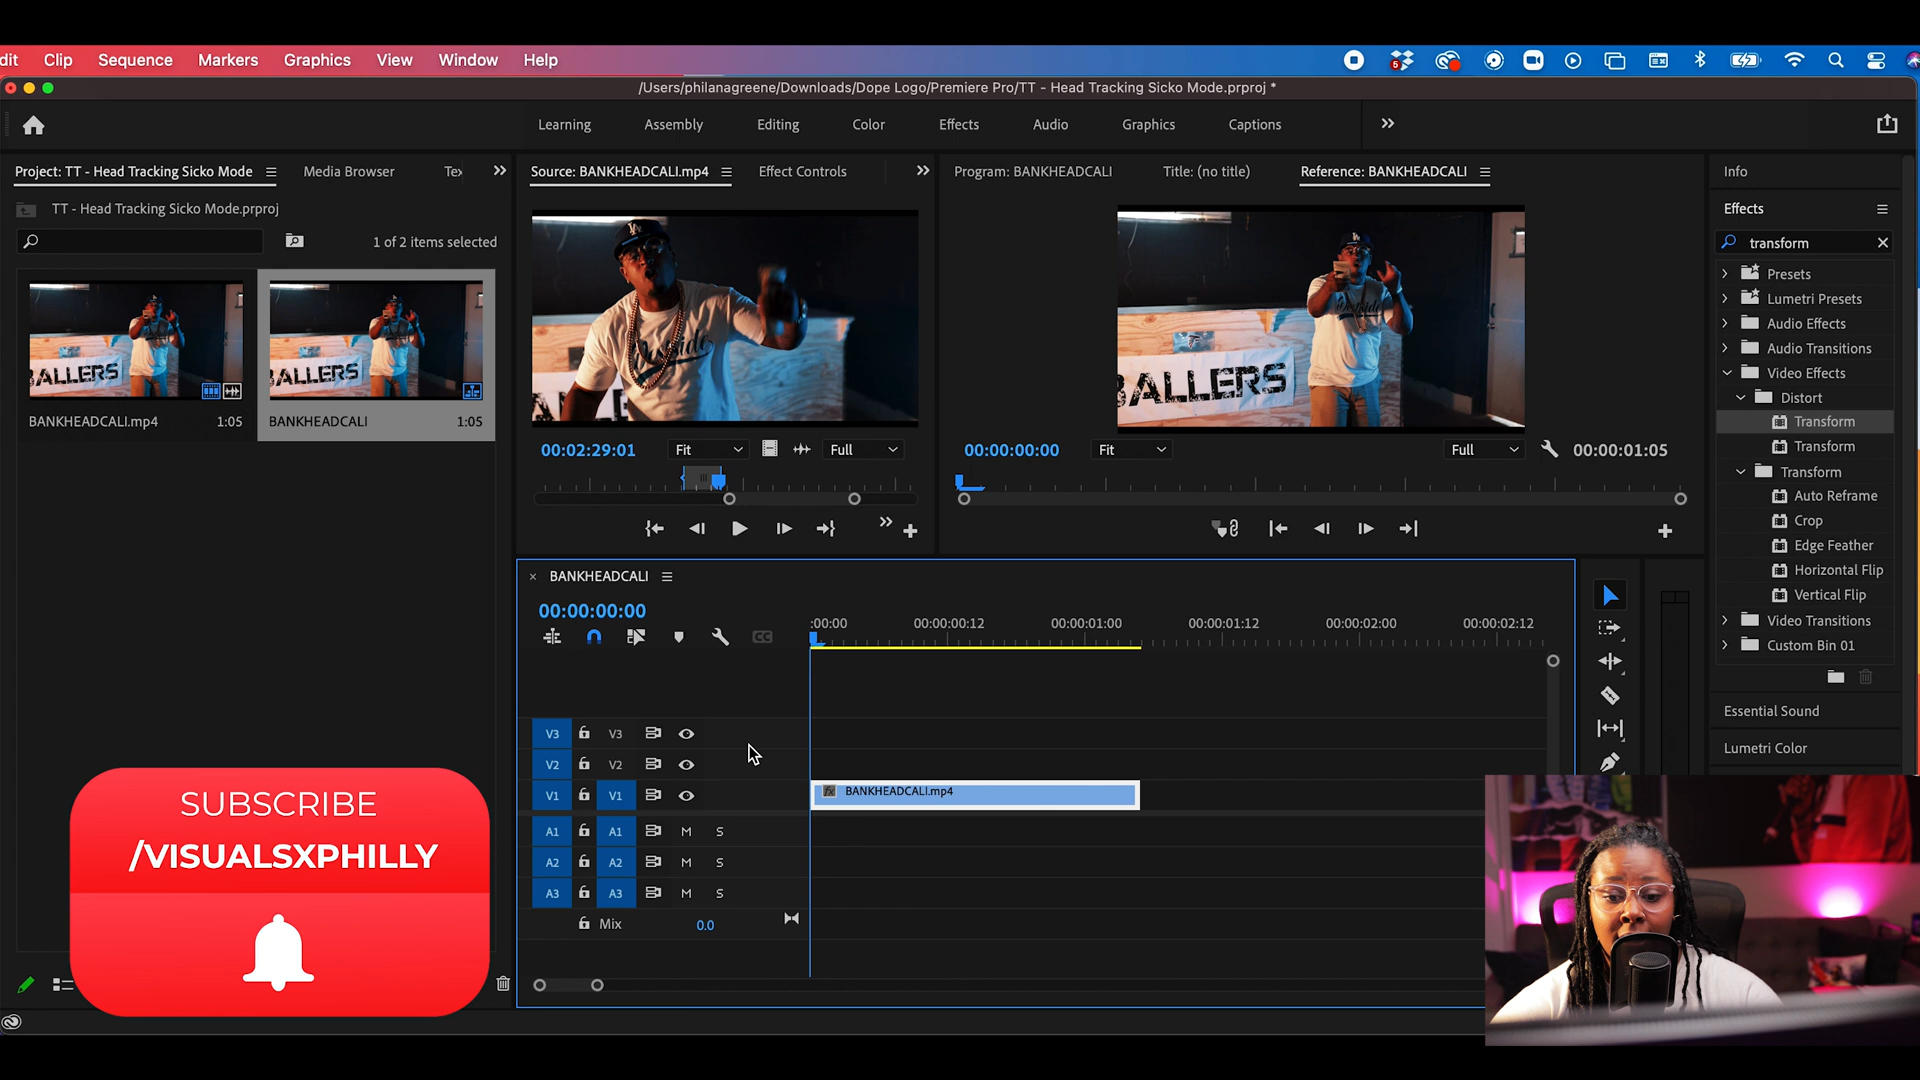 dit Clip Sequence Markers Graphics View Window Help
5
/Users/philanagreene/Downloads/Dope Logo/Premiere Pro/TT - Head Tracking Sicko Mode.prproj *
Learning Assembly Editing Color Effects Audio Graphics Captions
Project: TT - Head Tracking Sicko Mode Media Browser Tex
TT - Head Tracking Sicko Mode.prproj
1 of 2 items selected
BALLERS
BALLERS
BANKHEADCALI.mp4 1:05
BANKHEADCALI 1:05
Source: BANKHEADCALI.mp4 Effect Controls
00:02:29:01 Fit Full
Program: BANKHEADCALI Title: (no title) Reference: BANKHEADCALI
BALLERS
00:00:00:00 Fit Full 00:00:01:05
Info
Effects
transform
Presets
Lumetri Presets
Audio Effects
Audio Transitions
Video Effects
Distort
Transform
Transform
Transform
Auto Reframe
Crop
Edge Feather
Horizontal Flip
Vertical Flip
Video Transitions
Custom Bin 01
Essential Sound
Lumetri Color
BANKHEADCALI
00:00:00:00
:00:00 00:00:00:12 00:00:01:00 00:00:01:12 00:00:02:00 00:00:02:12
V3 V3
V2 V2
V1 V1
fx BANKHEADCALI.mp4
A1 A1 M S
A2 A2 M S
A3 A3 M S
Mix 0.0
SUBSCRIBE
/VISUALSXPHILLY